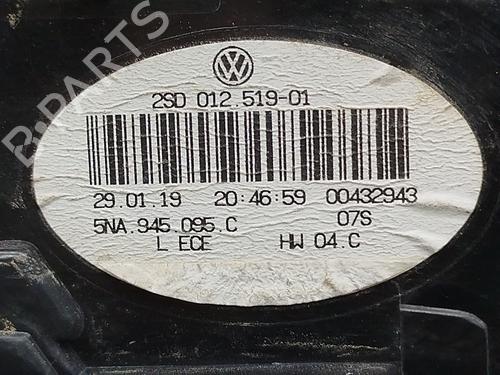 B-PARTS
2SD 012 519-01
29.01.19 20:46:59 00432943
5NA.945.095.C 07S
L ECE HW 04.C